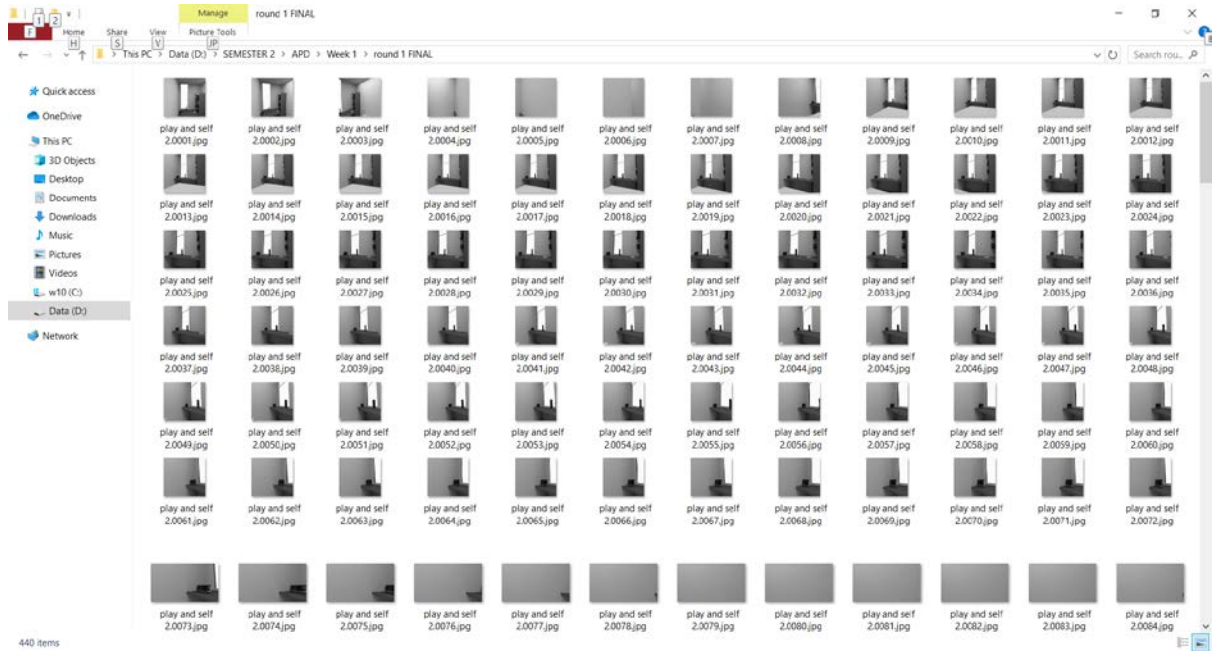 1
2
Manage
round 1 FINAL
F
Home
Share
View
Picture Tools
H
S
V
JP
This PC > Data (D:) > SEMESTER 2 > APD > Week 1 > round 1 FINAL
Search rou...
Quick access
OneDrive
This PC
3D Objects
Desktop
Documents
Downloads
Music
Pictures
Videos
w10 (C:)
Data (D:)
Network
play and self play and self play and self play and self play and self play and self play and self play and self play and self play and self play and self play and self
2.0001.jpg 2.0002.jpg 2.0003.jpg 2.0004.jpg 2.0005.jpg 2.0006.jpg 2.0007.jpg 2.0008.jpg 2.0009.jpg 2.0010.jpg 2.0011.jpg 2.0012.jpg
play and self play and self play and self play and self play and self play and self play and self play and self play and self play and self play and self play and self
2.0013.jpg 2.0014.jpg 2.0015.jpg 2.0016.jpg 2.0017.jpg 2.0018.jpg 2.0019.jpg 2.0020.jpg 2.0021.jpg 2.0022.jpg 2.0023.jpg 2.0024.jpg
play and self play and self play and self play and self play and self play and self play and self play and self play and self play and self play and self play and self
2.0025.jpg 2.0026.jpg 2.0027.jpg 2.0028.jpg 2.0029.jpg 2.0030.jpg 2.0031.jpg 2.0032.jpg 2.0033.jpg 2.0034.jpg 2.0035.jpg 2.0036.jpg
play and self play and self play and self play and self play and self play and self play and self play and self play and self play and self play and self play and self
2.0037.jpg 2.0038.jpg 2.0039.jpg 2.0040.jpg 2.0041.jpg 2.0042.jpg 2.0043.jpg 2.0044.jpg 2.0045.jpg 2.0046.jpg 2.0047.jpg 2.0048.jpg
play and self play and self play and self play and self play and self play and self play and self play and self play and self play and self play and self play and self
2.0049.jpg 2.0050.jpg 2.0051.jpg 2.0052.jpg 2.0053.jpg 2.0054.jpg 2.0055.jpg 2.0056.jpg 2.0057.jpg 2.0058.jpg 2.0059.jpg 2.0060.jpg
play and self play and self play and self play and self play and self play and self play and self play and self play and self play and self play and self play and self
2.0061.jpg 2.0062.jpg 2.0063.jpg 2.0064.jpg 2.0065.jpg 2.0066.jpg 2.0067.jpg 2.0068.jpg 2.0069.jpg 2.0070.jpg 2.0071.jpg 2.0072.jpg
play and self play and self play and self play and self play and self play and self play and self play and self play and self play and self play and self play and self
2.0073.jpg 2.0074.jpg 2.0075.jpg 2.0076.jpg 2.0077.jpg 2.0078.jpg 2.0079.jpg 2.0080.jpg 2.0081.jpg 2.0082.jpg 2.0083.jpg 2.0084.jpg
440 items